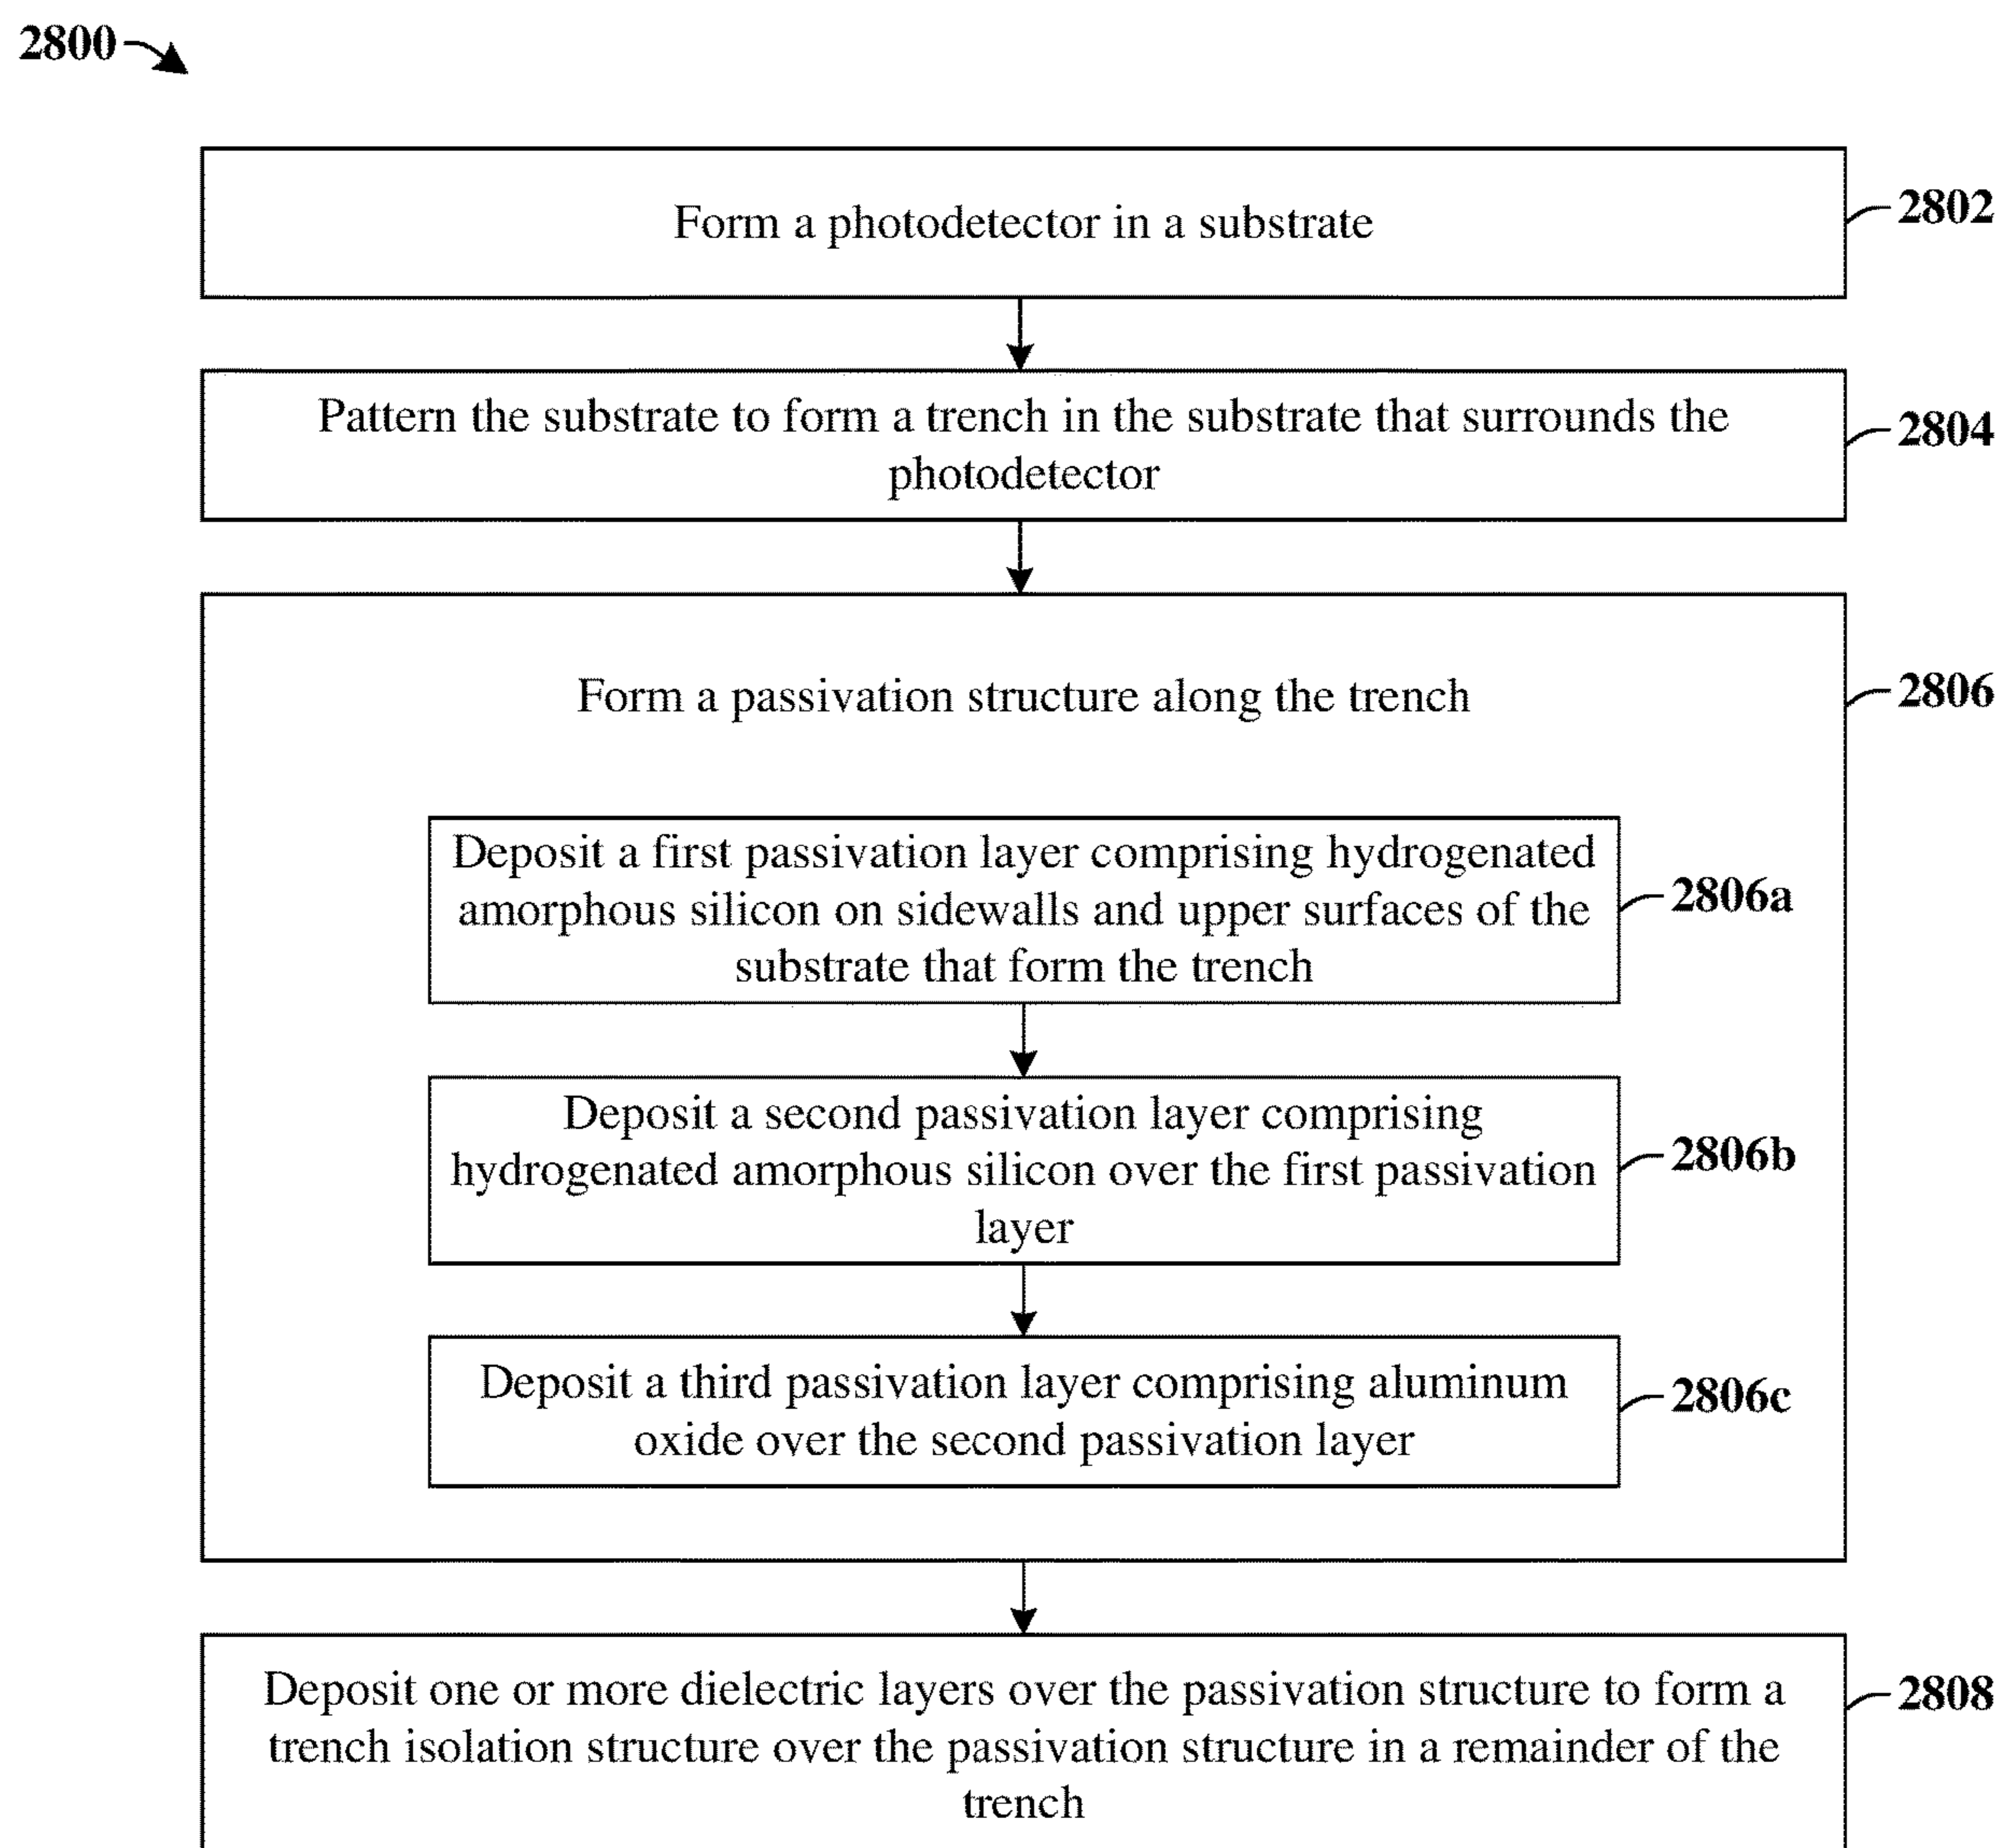 2800
Form a photodetector in a substrate
2802
Pattern the substrate to form a trench in the substrate that surrounds the
photodetector
2804
Form a passivation structure along the trench
2806
Deposit a first passivation layer comprising hydrogenated
amorphous silicon on sidewalls and upper surfaces of the
substrate that form the trench
2806a
Deposit a second passivation layer comprising
hydrogenated amorphous silicon over the first passivation
layer
2806b
Deposit a third passivation layer comprising aluminum
oxide over the second passivation layer
2806c
Deposit one or more dielectric layers over the passivation structure to form a
trench isolation structure over the passivation structure in a remainder of the
trench
2808